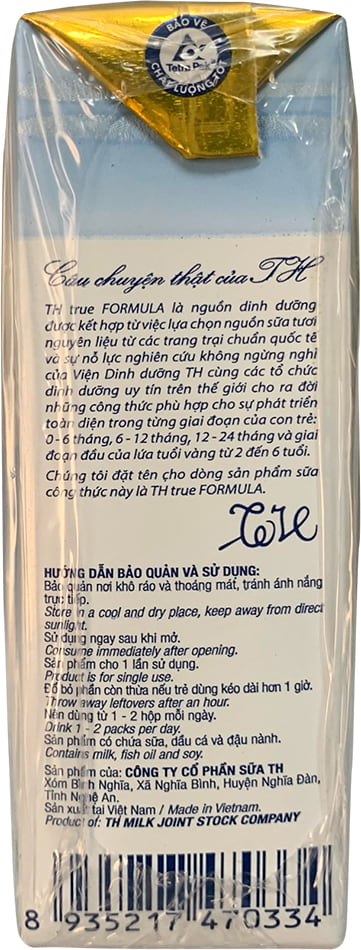 BẢO VỆ
Tetra Pak
CHẤT LƯỢNG TỐT
Câu chuyện thật của TH
TH true FORMULA là nguồn dinh dưỡng
được kết hợp từ việc lựa chọn nguồn sữa tươi
nguyên liệu từ các trang trại chuẩn quốc tế
và sự nỗ lực nghiên cứu không ngừng nghỉ
của Viện Dinh dưỡng TH cùng các tổ chức
dinh dưỡng uy tín trên thế giới cho ra đời
những công thức phù hợp cho sự phát triển
toàn diện trong từng giai đoạn của con trẻ:
0 - 6 tháng, 6 - 12 tháng, 12 - 24 tháng và giai
đoạn đầu của lứa tuổi vàng từ 2 đến 6 tuổi.
Chúng tôi đặt tên cho dòng sản phẩm sữa
công thức này là TH true FORMULA.
HƯỚNG DẪN BẢO QUẢN VÀ SỬ DỤNG:
Bảo quản nơi khô ráo và thoáng mát, tránh ánh nắng
trực tiếp.
Store in a cool and dry place, keep away from direct
sunlight.
Sử dụng ngay sau khi mở.
Consume immediately after opening.
Sản phẩm cho 1 lần sử dụng.
Product is for single use.
Đổ bỏ phần còn thừa nếu trẻ dùng kéo dài hơn 1 giờ.
Throw away leftovers after an hour.
Nên dùng từ 1 - 2 hộp mỗi ngày.
Drink 1 - 2 packs per day.
Sản phẩm có chứa sữa, dầu cá và đậu nành.
Contains milk, fish oil and soy.
Sản phẩm của: CÔNG TY CỔ PHẦN SỮA TH
Xóm Bình Nghĩa, Xã Nghĩa Bình, Huyện Nghĩa Đàn,
Tỉnh Nghệ An.
Sản xuất tại Việt Nam / Made in Vietnam.
Product of: TH MILK JOINT STOCK COMPANY
8 935217 470334